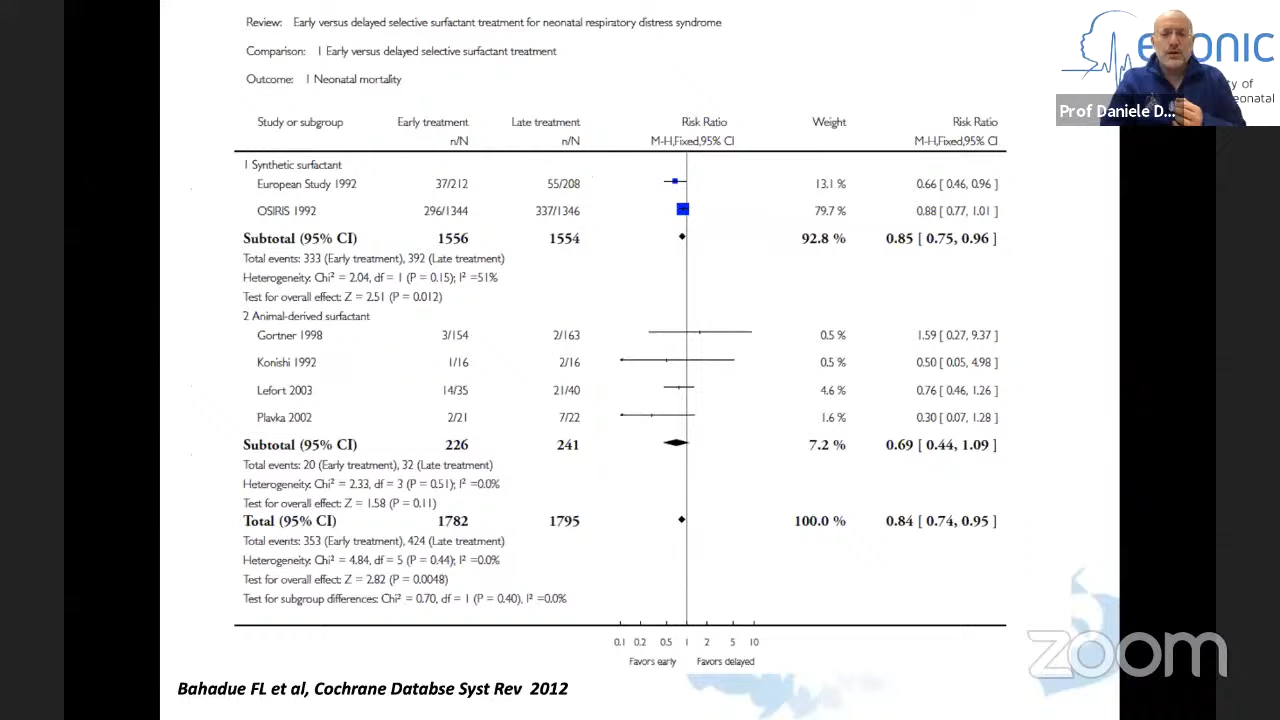 Review: Early versus delayed selective surfactant treatment for neonatal respiratory distress syndrome
Comparison: 1 Early versus delayed selective surfactant treatment
Outcome: 1 Neonatal mortality
Study or subgroup Early treatment Late treatment Risk Ratio Weight Risk Ratio
n/N n/N M-H,Fixed,95% CI M-H,Fixed,95% CI
1 Synthetic surfactant
European Study 1992 37/212 55/208 13.1 % 0.66 [ 0.46, 0.96 ]
OSIRIS 1992 296/1344 337/1346 79.7 % 0.88 [ 0.77, 1.01 ]
Subtotal (95% CI) 1556 1554 92.8 % 0.85 [ 0.75, 0.96 ]
Total events: 333 (Early treatment), 392 (Late treatment)
Heterogeneity: Chi² = 2.04, df = 1 (P = 0.15); I² =51%
Test for overall effect: Z = 2.51 (P = 0.012)
2 Animal-derived surfactant
Gortner 1998 3/154 2/163 0.5 % 1.59 [ 0.27, 9.37 ]
Konishi 1992 1/16 2/16 0.5 % 0.50 [ 0.05, 4.98 ]
Lefort 2003 14/35 21/40 4.6 % 0.76 [ 0.46, 1.26 ]
Plavka 2002 2/21 7/22 1.6 % 0.30 [ 0.07, 1.28 ]
Subtotal (95% CI) 226 241 7.2 % 0.69 [ 0.44, 1.09 ]
Total events: 20 (Early treatment), 32 (Late treatment)
Heterogeneity: Chi² = 2.33, df = 3 (P = 0.51); I² =0.0%
Test for overall effect: Z = 1.58 (P = 0.11)
Total (95% CI) 1782 1795 100.0 % 0.84 [ 0.74, 0.95 ]
Total events: 353 (Early treatment), 424 (Late treatment)
Heterogeneity: Chi² = 4.84, df = 5 (P = 0.44); I² =0.0%
Test for overall effect: Z = 2.82 (P = 0.0048)
Test for subgroup differences: Chi² = 0.70, df = 1 (P = 0.40), I² =0.0%
0.1 0.2 0.5 1 2 5 10
Favors early Favors delayed
Bahadue FL et al, Cochrane Databse Syst Rev 2012
Prof Daniele D...
of
neonatal
zoom